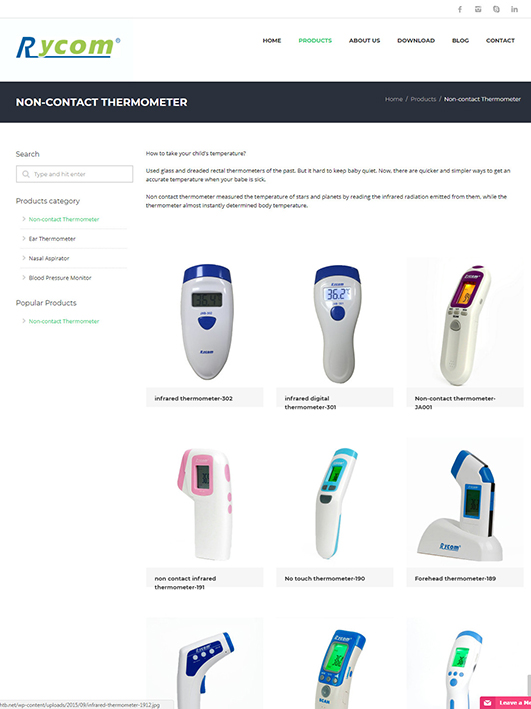 Rycom®
HOME PRODUCTS ABOUT US DOWNLOAD BLOG CONTACT
NON-CONTACT THERMOMETER
Home / Products / Non-contact Thermometer
Search
Type and hit enter
Products category
Non-contact Thermometer
Ear Thermometer
Nasal Aspirator
Blood Pressure Monitor
Popular Products
Non-contact Thermometer
How to take your child's temperature?
Used glass and dreaded rectal thermometers of the past. But it hard to keep baby quiet. Now, there are quicker and simpler ways to get an
accurate temperature when your babe is sick.
Non contact thermometer measured the temperature of stars and planets by reading the infrared radiation emitted from them, while the
thermometer almost instantly determined body temperature.
Rycom
36.2
RYCOM
infrared thermometer-302
infrared digital
thermometer-301
Non-contact thermometer-
JA001
Rycom
non contact infrared
thermometer-191
No touch thermometer-190
Forehead thermometer-189
Rycom
SCAN
htb.net/wp-content/uploads/2015/09/infrared-thermometer-1912.jpg
Leave a